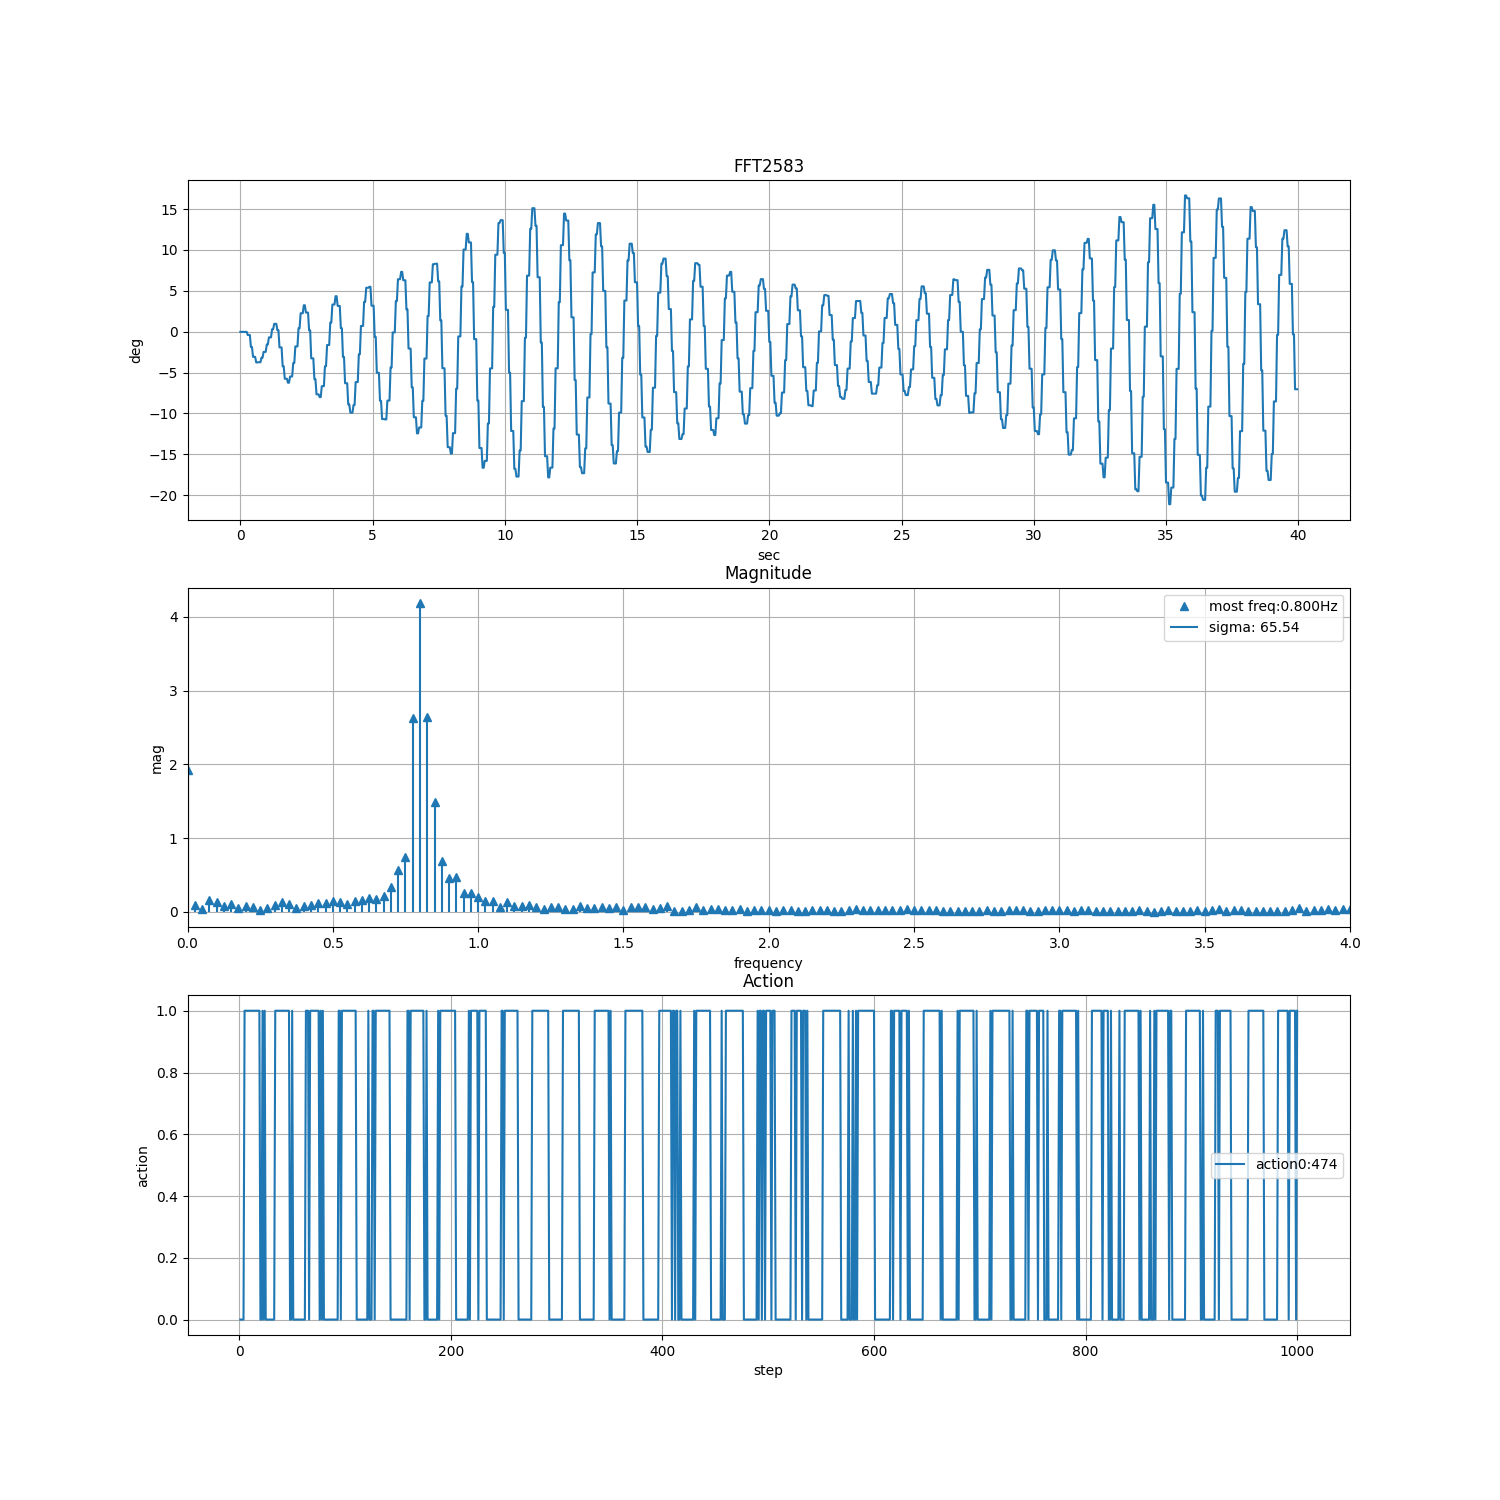 FFT2583
15
10
5
0
−5
−10
−15
−20
deg
0 5 10 15 20 25 30 35 40
sec
Magnitude
most freq:0.800Hz
sigma: 65.54
4
3
2
1
0
mag
0.0 0.5 1.0 1.5 2.0 2.5 3.0 3.5 4.0
frequency
Action
1.0
0.8
0.6
0.4
0.2
0.0
action
action0:474
0 200 400 600 800 1000
step